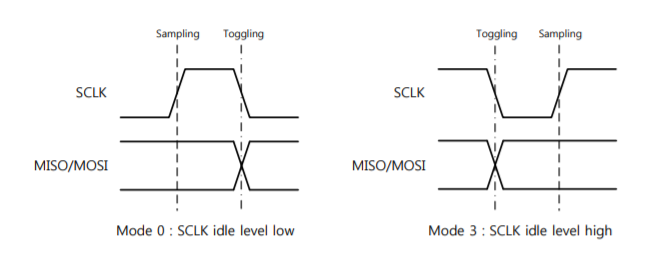 Sampling Toggling
SCLK
MISO/MOSI
Mode 0 : SCLK idle level low
Toggling Sampling
SCLK
MISO/MOSI
Mode 3 : SCLK idle level high